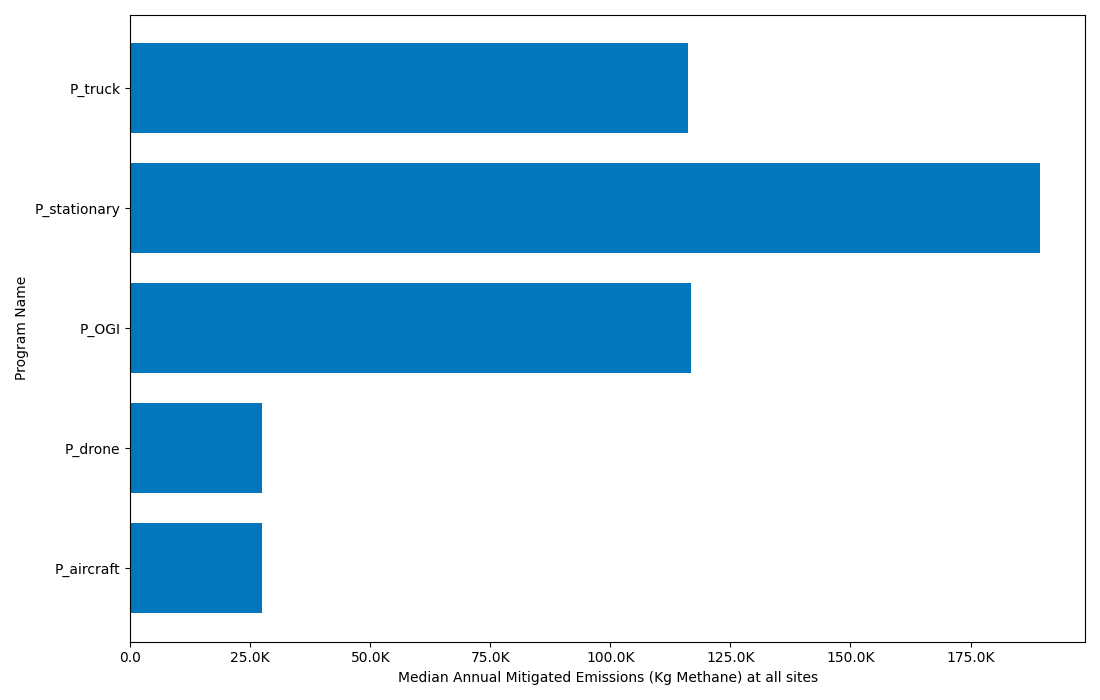 P_truck
P_stationary
P_OGI
P_drone
P_aircraft
Program Name
0.0 25.0K 50.0K 75.0K 100.0K 125.0K 150.0K 175.0K
Median Annual Mitigated Emissions (Kg Methane) at all sites